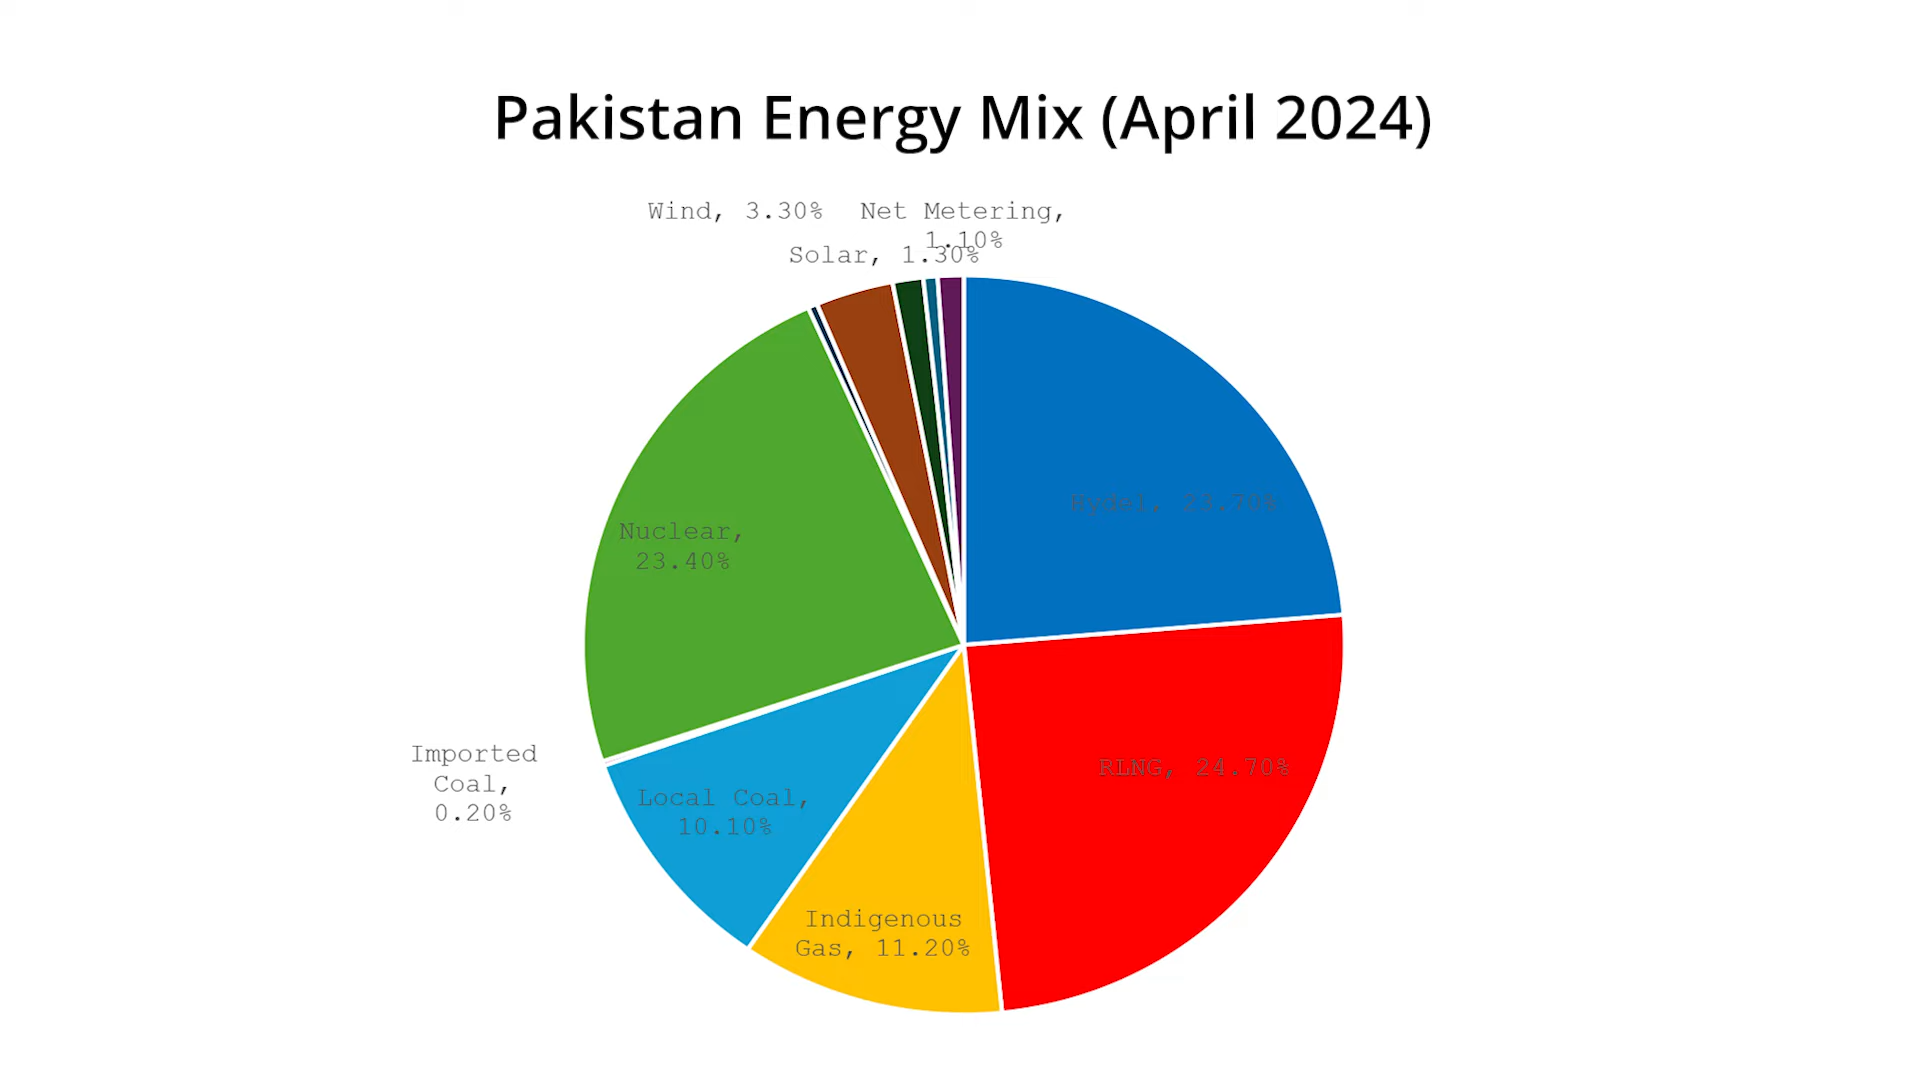 Pakistan Energy Mix (April 2024)
Wind, 3.30%
Net Metering,
1.10%
Solar, 1.30%
Hydel, 23.70%
Nuclear,
23.40%
RLNG, 24.70%
Imported
Coal,
0.20%
Local Coal,
10.10%
Indigenous
Gas, 11.20%